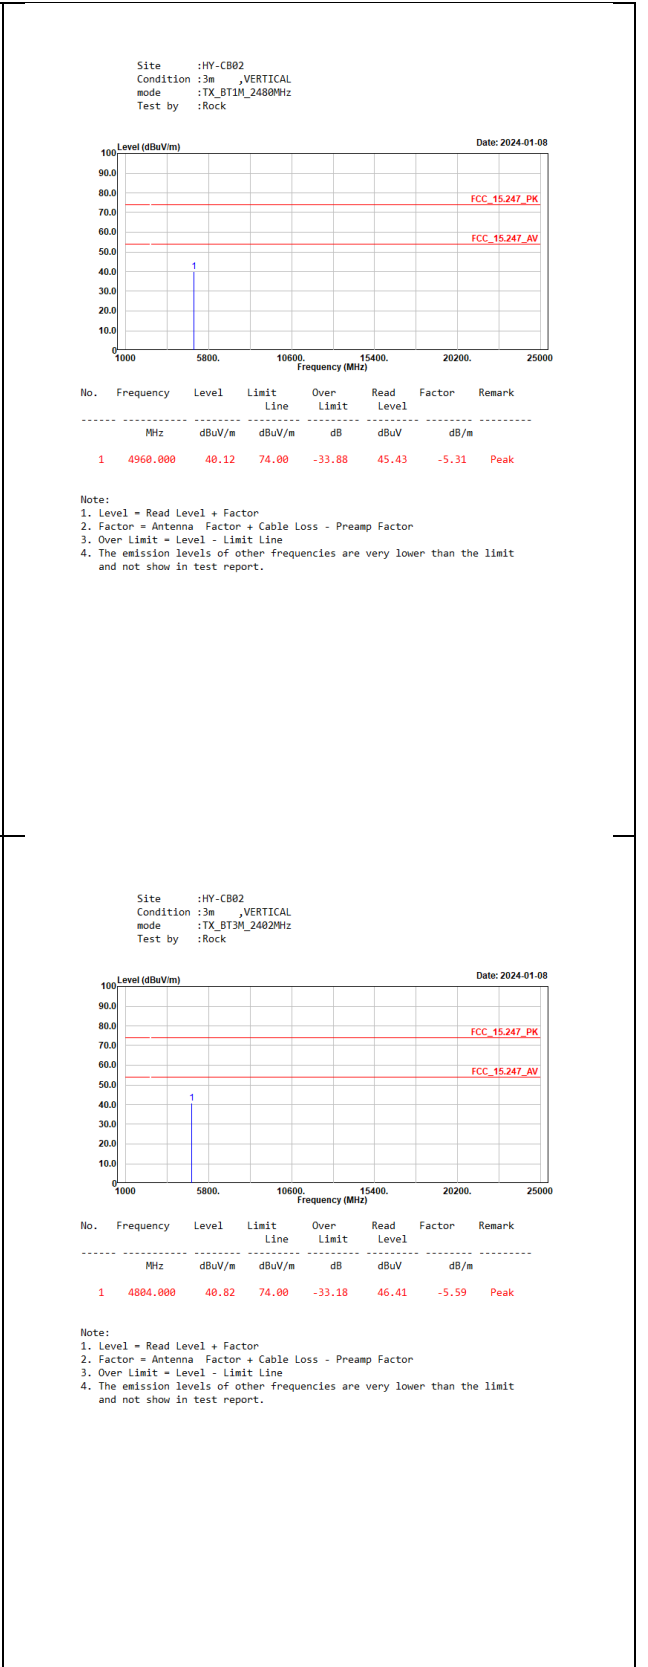 Site      :HY-CB02
Condition :3m    ,VERTICAL
mode      :TX_BT1M_2480MHz
Test by   :Rock
Level (dBuV/m)
Date: 2024-01-08
100
90.0
80.0
FCC_15.247_PK
70.0
60.0
FCC_15.247_AV
50.0
1
40.0
30.0
20.0
10.0
0
1000 5800. 10600. 15400. 20200. 25000
Frequency (MHz)
No. Frequency Level Limit Over Read Factor Remark
Line Limit Level
------ ----------- -------- --------- --------- --------- -------- ---------
MHz dBuV/m dBuV/m dB dBuV dB/m
1 4960.000 40.12 74.00 -33.88 45.43 -5.31 Peak
Note:
1. Level = Read Level + Factor
2. Factor = Antenna  Factor + Cable Loss - Preamp Factor
3. Over Limit = Level - Limit Line
4. The emission levels of other frequencies are very lower than the limit
and not show in test report.
Site      :HY-CB02
Condition :3m    ,VERTICAL
mode      :TX_BT3M_2402MHz
Test by   :Rock
Level (dBuV/m)
Date: 2024-01-08
100
90.0
80.0
FCC_15.247_PK
70.0
60.0
FCC_15.247_AV
50.0
1
40.0
30.0
20.0
10.0
0
1000 5800. 10600. 15400. 20200. 25000
Frequency (MHz)
No. Frequency Level Limit Over Read Factor Remark
Line Limit Level
------ ----------- -------- --------- --------- --------- -------- ---------
MHz dBuV/m dBuV/m dB dBuV dB/m
1 4804.000 40.82 74.00 -33.18 46.41 -5.59 Peak
Note:
1. Level = Read Level + Factor
2. Factor = Antenna  Factor + Cable Loss - Preamp Factor
3. Over Limit = Level - Limit Line
4. The emission levels of other frequencies are very lower than the limit
and not show in test report.